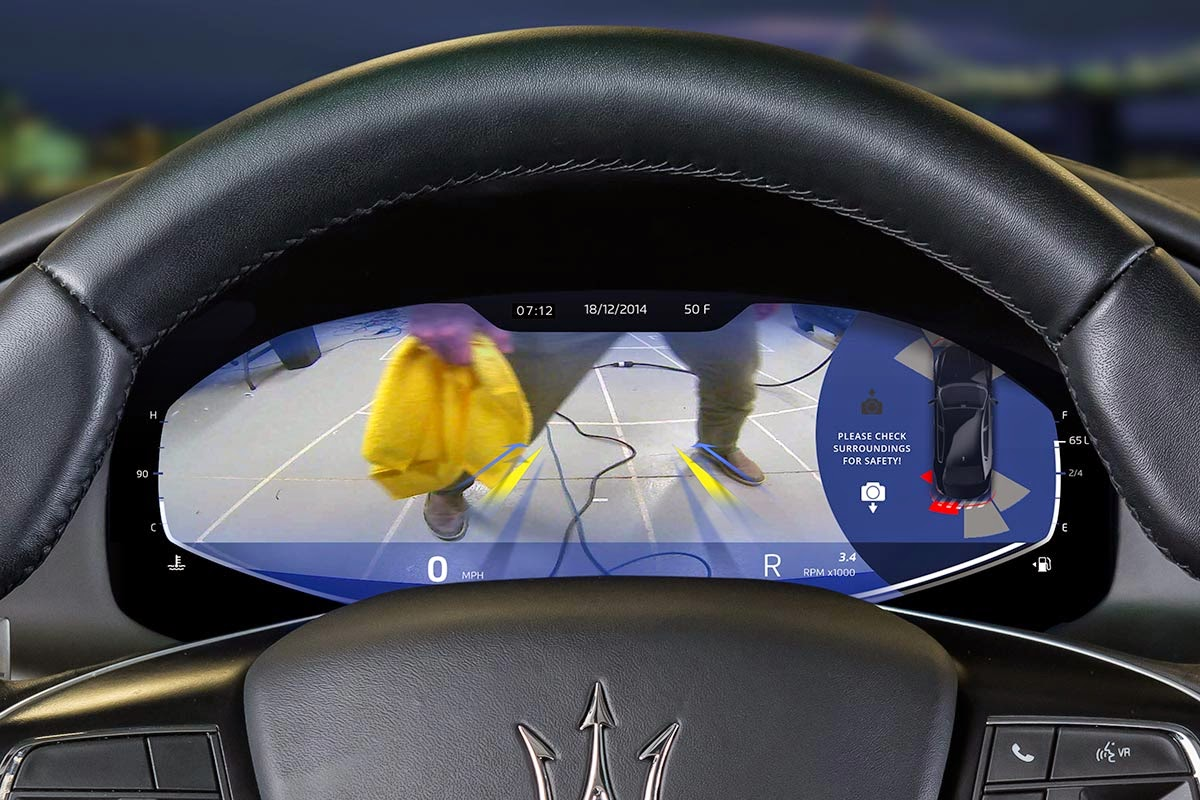 07:12 18/12/2014 50 F
H
90
C
PLEASE CHECK
SURROUNDINGS
FOR SAFETY!
F
65 L
2/4
E
0 MPH
R
3.4
RPM x1000
VR